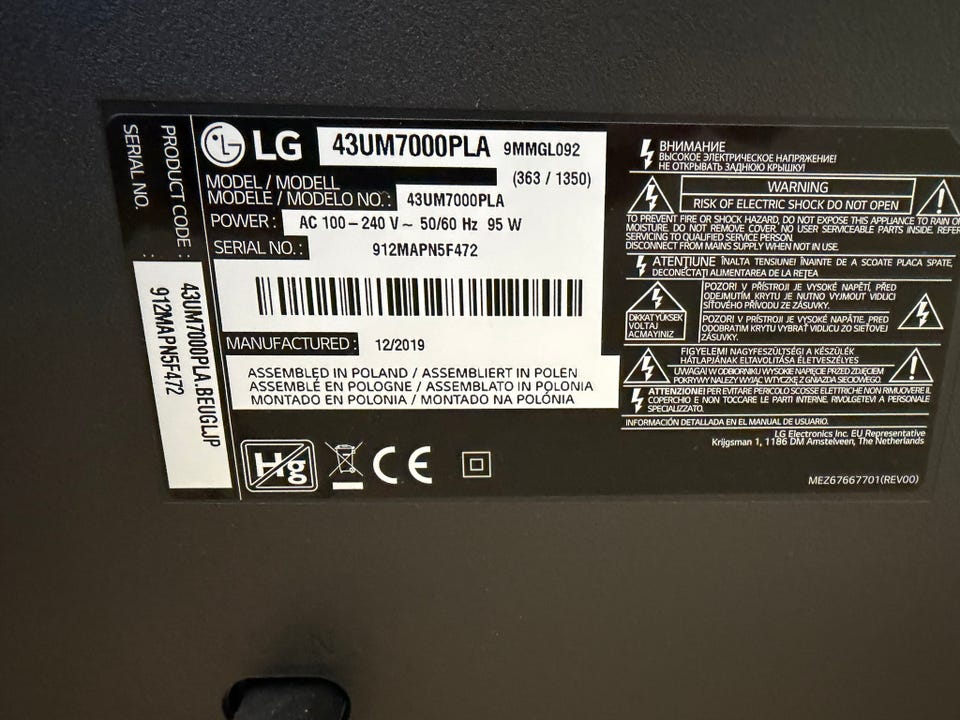 SERIAL NO. :
PRODUCT CODE :
43UM7000PLA.BEUGLJP
912MAPN5F472
LG 43UM7000PLA 9MMGL092
MODEL / MODELL
(363 / 1350)
MODELE / MODELO NO. : 43UM7000PLA
POWER : AC 100-240 V~ 50/60 Hz 95 W
SERIAL NO. : 912MAPN5F472
MANUFACTURED : 12/2019
ASSEMBLED IN POLAND / ASSEMBLIERT IN POLEN
ASSEMBLÉ EN POLOGNE / ASSEMBLATO IN POLONIA
MONTADO EN POLONIA / MONTADO NA POLÓNIA
Hg
CE
ВНИМАНИЕ
ВЫСОКОЕ ЭЛЕКТРИЧЕСКОЕ НАПРЯЖЕНИЕ!
НЕ ОТКРЫВАТЬ ЗАДНЮЮ КРЫШКУ!
WARNING
RISK OF ELECTRIC SHOCK DO NOT OPEN
TO PREVENT FIRE OR SHOCK HAZARD, DO NOT EXPOSE THIS APPLIANCE TO RAIN OR
MOISTURE. DO NOT REMOVE COVER. NO USER SERVICEABLE PARTS INSIDE. REFER
SERVICING TO QUALIFIED SERVICE PERSON.
DISCONNECT FROM MAINS SUPPLY WHEN NOT IN USE.
ATENȚIUNE ÎNALTA TENSIUNE! ÎNAINTE DE A SCOATE PLACA SPATE,
DECONECTAȚI ALIMENTAREA DE LA REȚEA
DIKKAT YÜKSEK
VOLTAJ
ACMAYINIZ
POZOR! V PŘÍSTROJI JE VYSOKÉ NAPĚTÍ, PŘED
ODEJMUTÍM KRYTU JE NUTNO VYJMOUT VIDLICI
SÍŤOVÉHO PŘÍVODU ZE ZÁSUVKY.
POZOR! V PRÍSTROJI JE VYSOKÉ NAPÄTIE. PRED
ODOBRATÍM KRYTU VYBRAŤ VIDLICU ZO SIEŤOVEJ
ZÁSUVKY.
FIGYELEM! NAGYFESZÜLTSÉG! A KÉSZÜLÉK
HÁTLAPJÁNAK ELTÁVOLÍTÁSA ÉLETVESZÉLYES
UWAGA! W ODBIORNIKU WYSOKIE NAPIĘCIE PRZED ZDJĘCIEM
POKRYWY NALEŻY WYJĄĆ WTYCZKĘ Z GNIAZDA SIECIOWEGO.
ATTENZIONE! PER EVITARE PERICOLO SCOSSE ELETTRICHE NON RIMUOVERE IL
COPERCHIO E NON TOCCARE LE PARTI INTERNE. RIVOLGETEVI A PERSONALE
SPECIALIZZATO.
INFORMACIÓN DETALLADA EN EL MANUAL DE USUARIO.
LG Electronics Inc. EU Representative
Krijgsman 1, 1186 DM Amstelveen, The Netherlands
MEZ67667701(REV00)